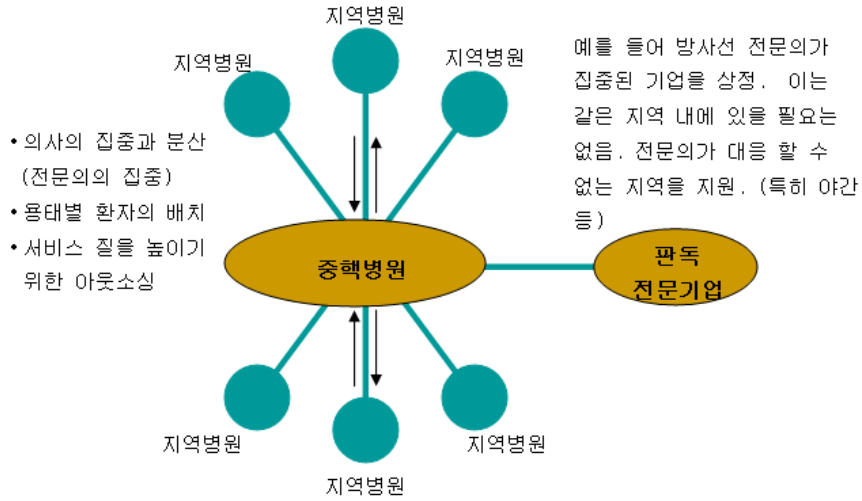 지역병원
지역병원
지역병원
예를 들어 방사선 전문의가
집중된 기업을 상정. 이는
같은 지역 내에 있을 필요는
없음. 전문의가 대응 할 수
없는 지역을 지원. (특히 야간
등)
• 의사의 집중과 분산
(전문의의 집중)
• 용태별 환자의 배치
• 서비스 질을 높이기
위한 아웃소싱
중핵병원
판독
전문기업
지역병원
지역병원
지역병원